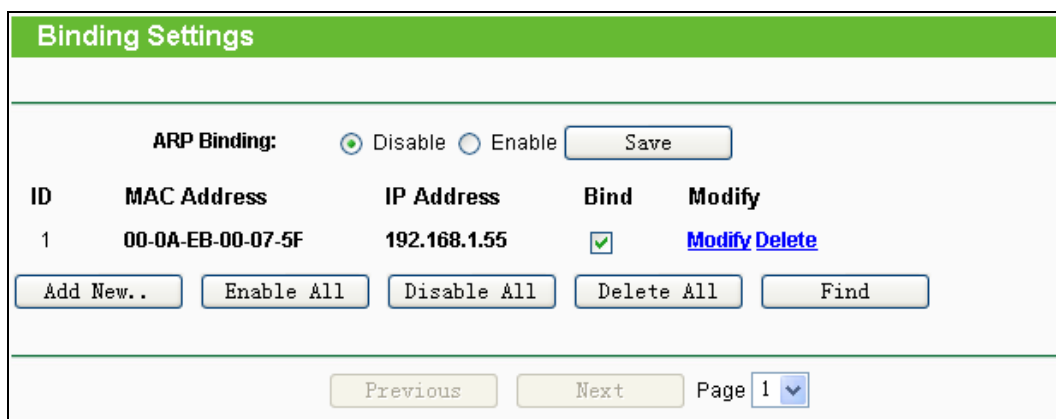 Binding Settings
ARP Binding: Disable Enable Save
ID MAC Address IP Address Bind Modify
1 00-0A-EB-00-07-5F 192.168.1.55 Modify Delete
Add New.. Enable All Disable All Delete All Find
Previous Next Page 1